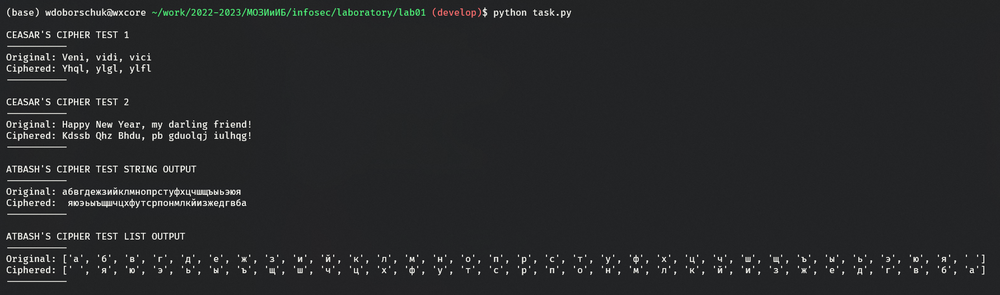 (base) wdoborschuk@wxcore ~/work/2022-2023/МОЗИиИБ/infosec/laboratory/lab01 (develop)$ python task.py
CEASAR'S CIPHER TEST 1
-----------
Original: Veni, vidi, vici
Ciphered: Yhql, ylgl, ylfl
-----------
CEASAR'S CIPHER TEST 2
-----------
Original: Happy New Year, my darling friend!
Ciphered: Kdssb Qhz Bhdu, pb gduolqj iulhqg!
-----------
ATBASH'S CIPHER TEST STRING OUTPUT
-----------
Original: абвгдежзийклмнопрстуфхцчшщъыьэюя
Ciphered:  яюэьыъщшчцхфутсрпонмлкйизжедгвба
-----------
ATBASH'S CIPHER TEST LIST OUTPUT
-----------
Original: ['а', 'б', 'в', 'г', 'д', 'е', 'ж', 'з', 'и', 'й', 'к', 'л', 'м', 'н', 'о', 'п', 'р', 'с', 'т', 'у', 'ф', 'х', 'ц', 'ч', 'ш', 'щ', 'ъ', 'ы', 'ь', 'э', 'ю', 'я', ' ']
Ciphered: [' ', 'я', 'ю', 'э', 'ь', 'ы', 'ъ', 'щ', 'ш', 'ч', 'ц', 'х', 'ф', 'у', 'т', 'с', 'р', 'п', 'о', 'н', 'м', 'л', 'к', 'й', 'и', 'з', 'ж', 'е', 'д', 'г', 'в', 'б', 'а']
-----------